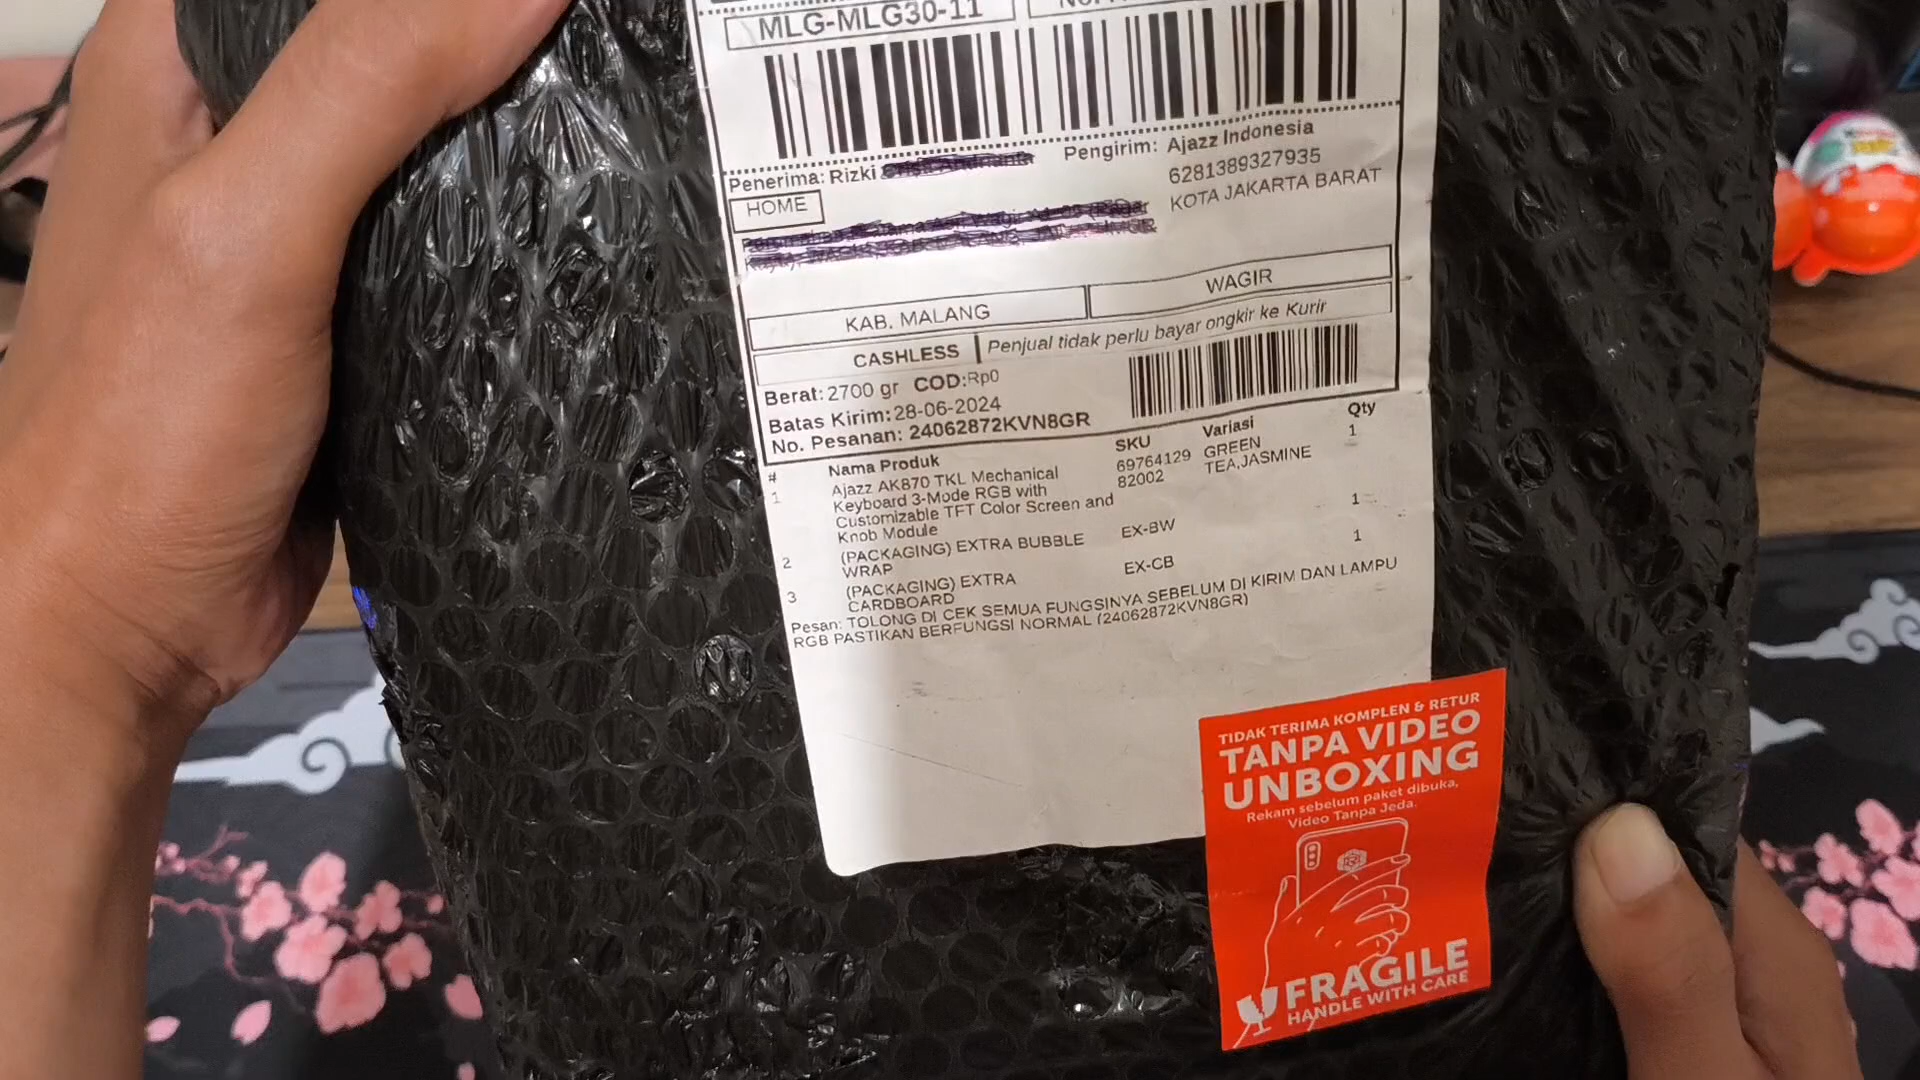 MLG-MLG30-11
Penerima: Rizki
Pengirim: Ajazz Indonesia
6281389327935
KOTA JAKARTA BARAT
HOME
KAB. MALANG
WAGIR
CASHLESS
Penjual tidak perlu bayar ongkir ke Kurir
Berat: 2700 gr COD:Rp0
Batas Kirim: 28-06-2024
No. Pesanan: 24062872KVN8GR
# Nama Produk SKU Variasi Qty
1 Ajazz AK870 TKL Mechanical 69764129 GREEN 1
Keyboard 3-Mode RGB with 82002 TEA,JASMINE
Customizable TFT Color Screen and
Knob Module
2 (PACKAGING) EXTRA BUBBLE EX-BW 1
WRAP
3 (PACKAGING) EXTRA EX-CB 1
CARDBOARD
Pesan: TOLONG DI CEK SEMUA FUNGSINYA SEBELUM DI KIRIM DAN LAMPU
RGB PASTIKAN BERFUNGSI NORMAL (24062872KVN8GR)
TIDAK TERIMA KOMPLEN & RETUR
TANPA VIDEO
UNBOXING
Rekam sebelum paket dibuka,
Video Tanpa Jeda.
FRAGILE
HANDLE WITH CARE